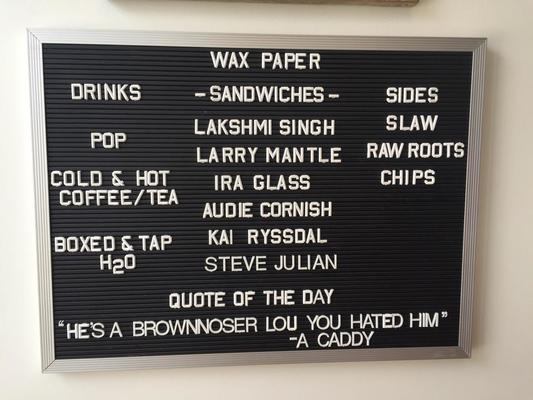 WAX PAPER
DRINKS
POP
COLD & HOT
COFFEE/TEA
BOXED & TAP
H2O
- SANDWICHES -
LAKSHMI SINGH
LARRY MANTLE
IRA GLASS
AUDIE CORNISH
KAI RYSSDAL
STEVE JULIAN
SIDES
SLAW
RAW ROOTS
CHIPS
QUOTE OF THE DAY
"HE'S A BROWNNOSER LOU YOU HATED HIM"
-A CADDY